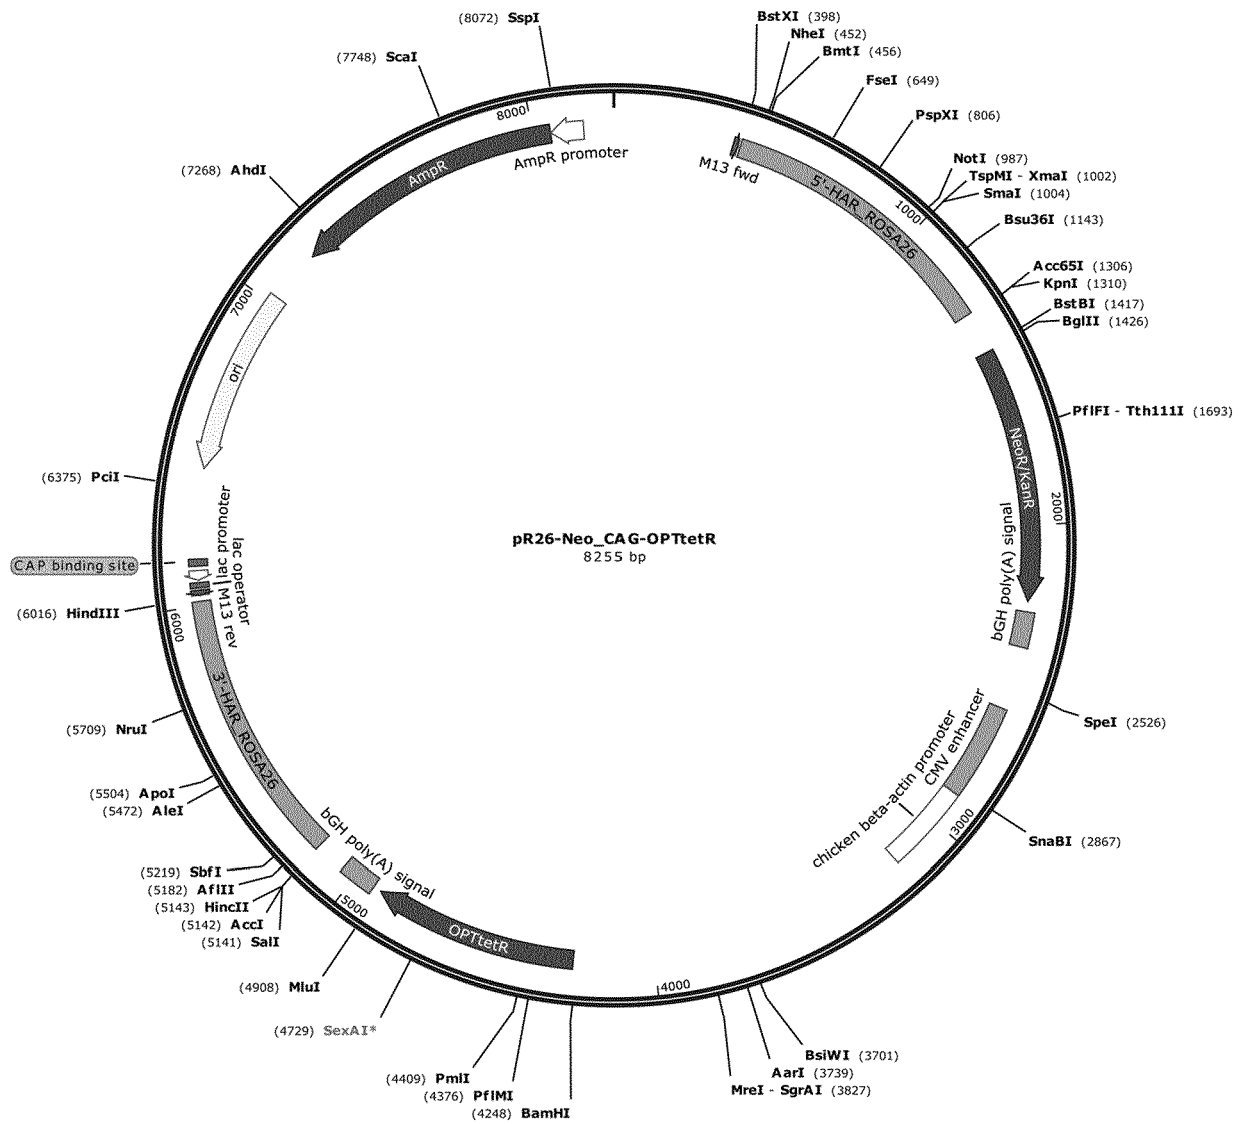 (8072) SspI
(7748) ScaI
(7268) AhdI
(6375) PciI
CAP binding site
(6016) HindIII
(5709) NruI
(5504) ApoI
(5472) AleI
(5219) SbfI
(5182) AflII
(5143) HincII
(5142) AccI
(5141) SalI
(4908) MluI
(4729) SexAI*
(4409) PmlI
(4376) PflMI
(4248) BamHI
BstXI (398)
NheI (452)
BmtI (456)
FseI (649)
PspXI (806)
NotI (987)
TspMI - XmaI (1002)
SmaI (1004)
Bsu36I (1143)
Acc65I (1306)
KpnI (1310)
BstBI (1417)
BglII (1426)
PflFI - Tth111I (1693)
SpeI (2526)
SnaBI (2867)
BsiWI (3701)
AarI (3739)
MreI - SgrAI (3827)
8000
1000
2000
3000
4000
5000
6000
7000
AmpR promoter
AmpR
M13 fwd
5'-HAR_ROSA26
NeoR/KanR
bGH poly(A) signal
CMV enhancer
chicken beta-actin promoter
OPTtetR
bGH poly(A) signal
3'-HAR_ROSA26
M13 rev
lac operator
lac promoter
ori
pR26-Neo_CAG-OPTtetR
8255 bp